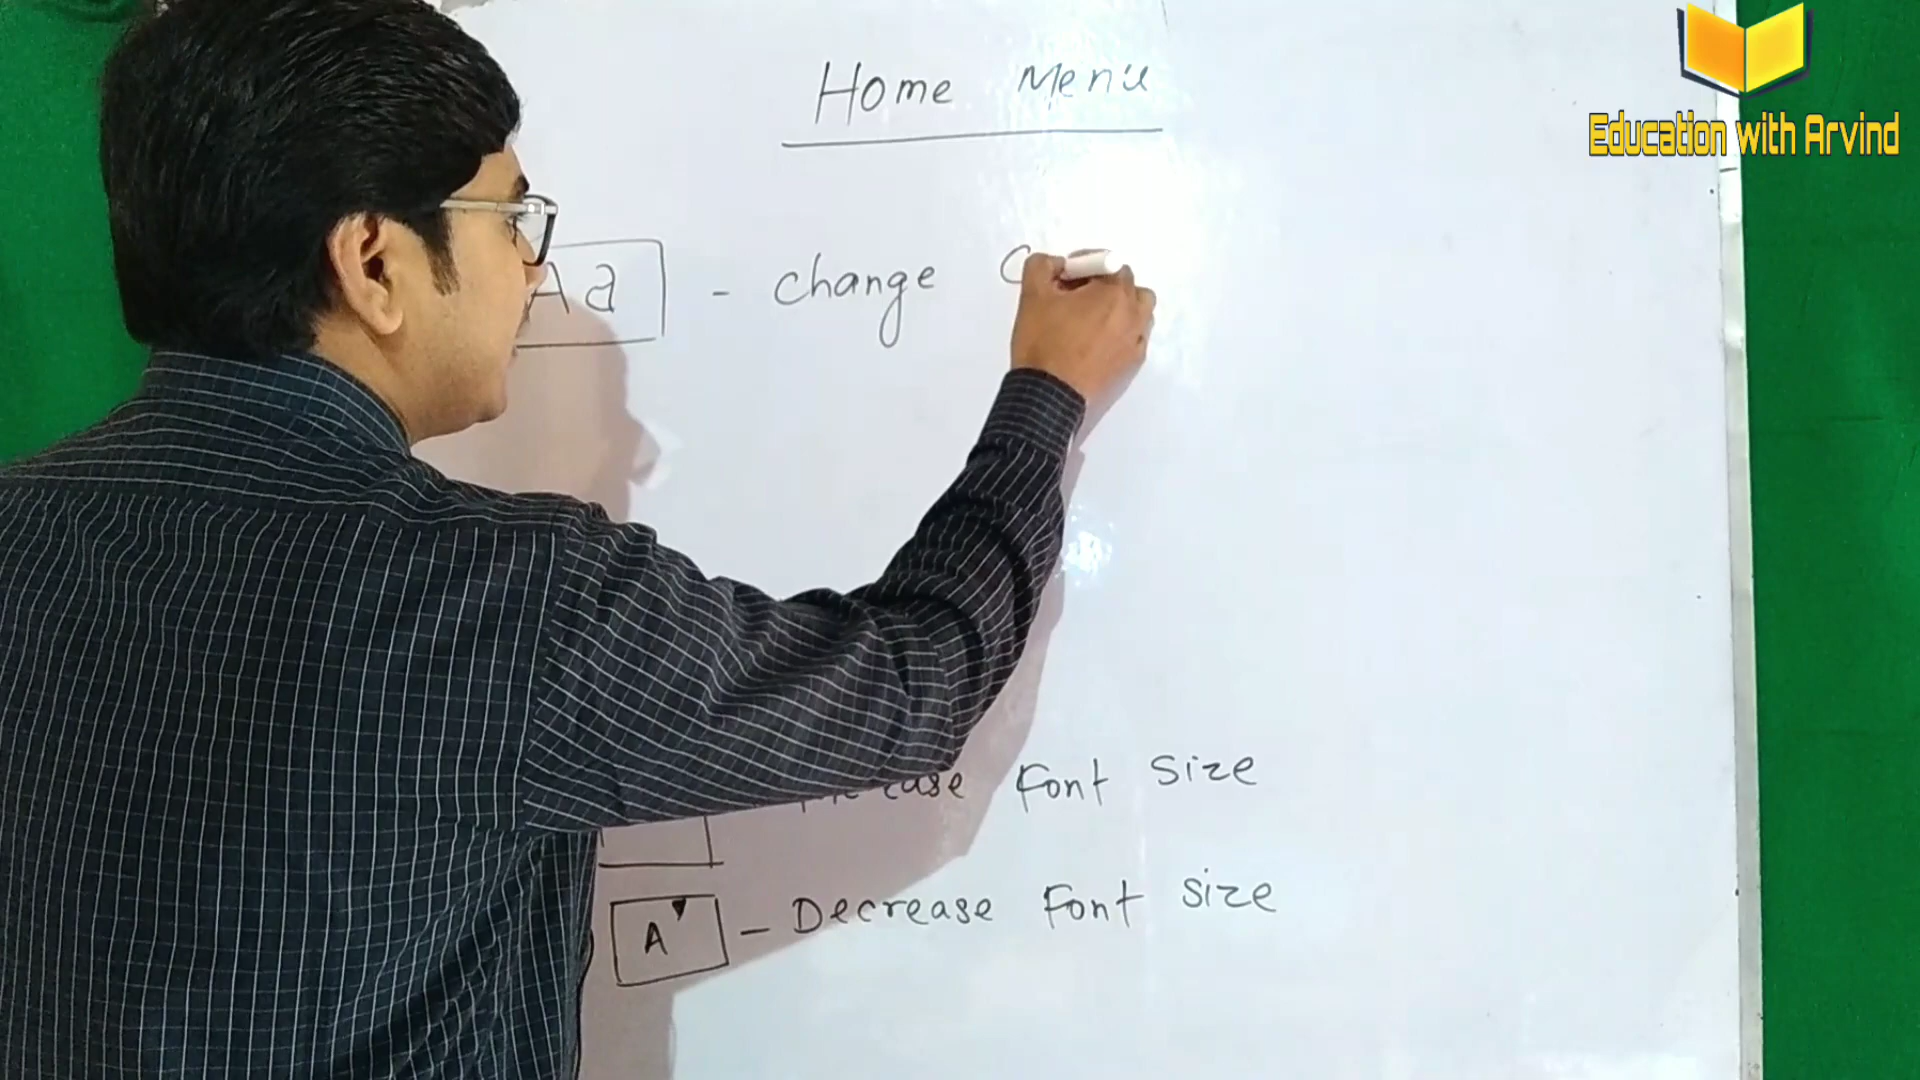 Home Menu
Education with Arvind
Aa - change C
Font Size
A - Decrease Font Size